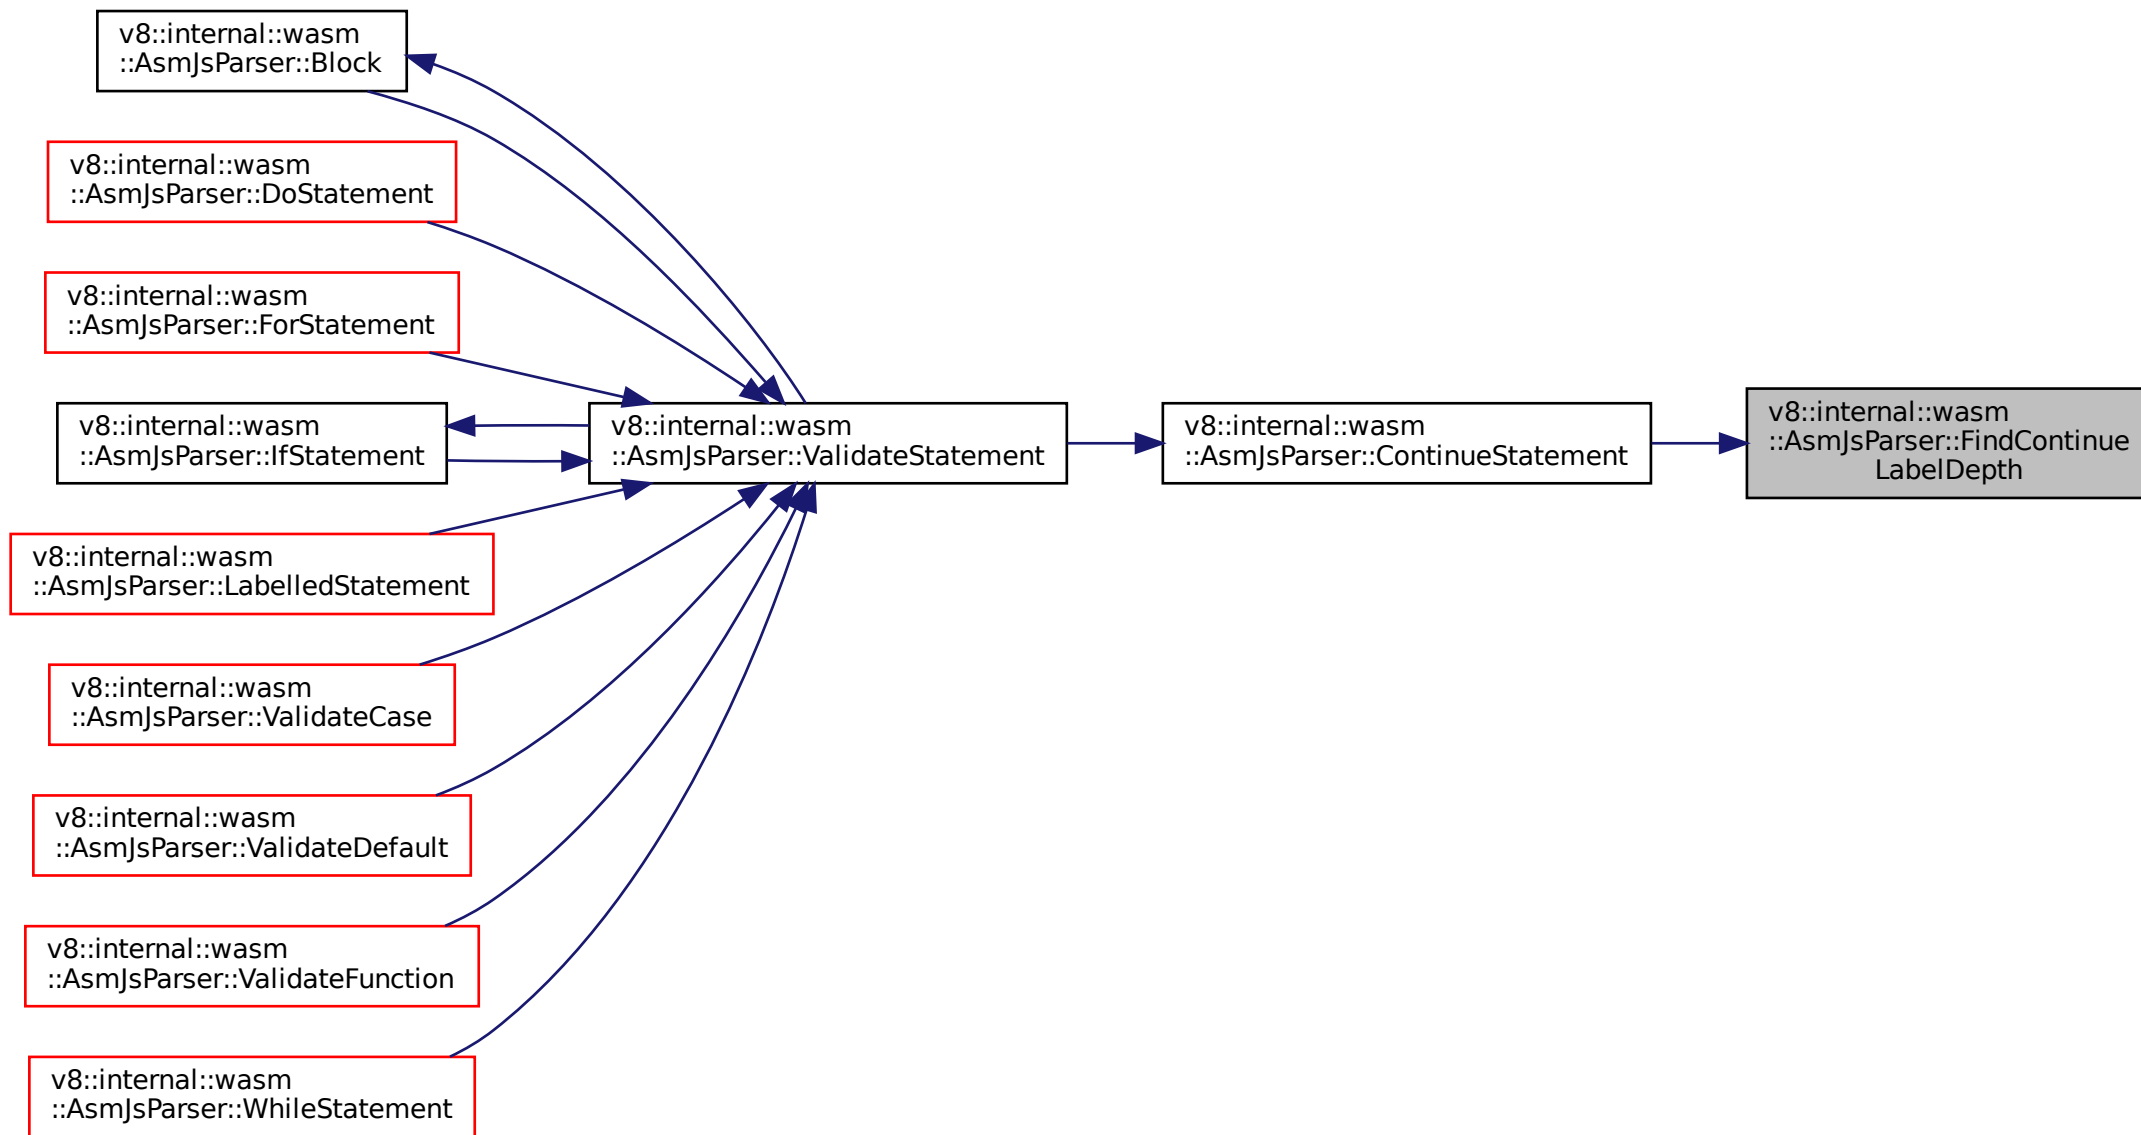 v8::internal::wasm
::AsmJsParser::Block
v8::internal::wasm
::AsmJsParser::DoStatement
v8::internal::wasm
::AsmJsParser::ForStatement
v8::internal::wasm
::AsmJsParser::IfStatement
v8::internal::wasm
::AsmJsParser::LabelledStatement
v8::internal::wasm
::AsmJsParser::ValidateCase
v8::internal::wasm
::AsmJsParser::ValidateDefault
v8::internal::wasm
::AsmJsParser::ValidateFunction
v8::internal::wasm
::AsmJsParser::WhileStatement
v8::internal::wasm
::AsmJsParser::ValidateStatement
v8::internal::wasm
::AsmJsParser::ContinueStatement
v8::internal::wasm
::AsmJsParser::FindContinue
LabelDepth